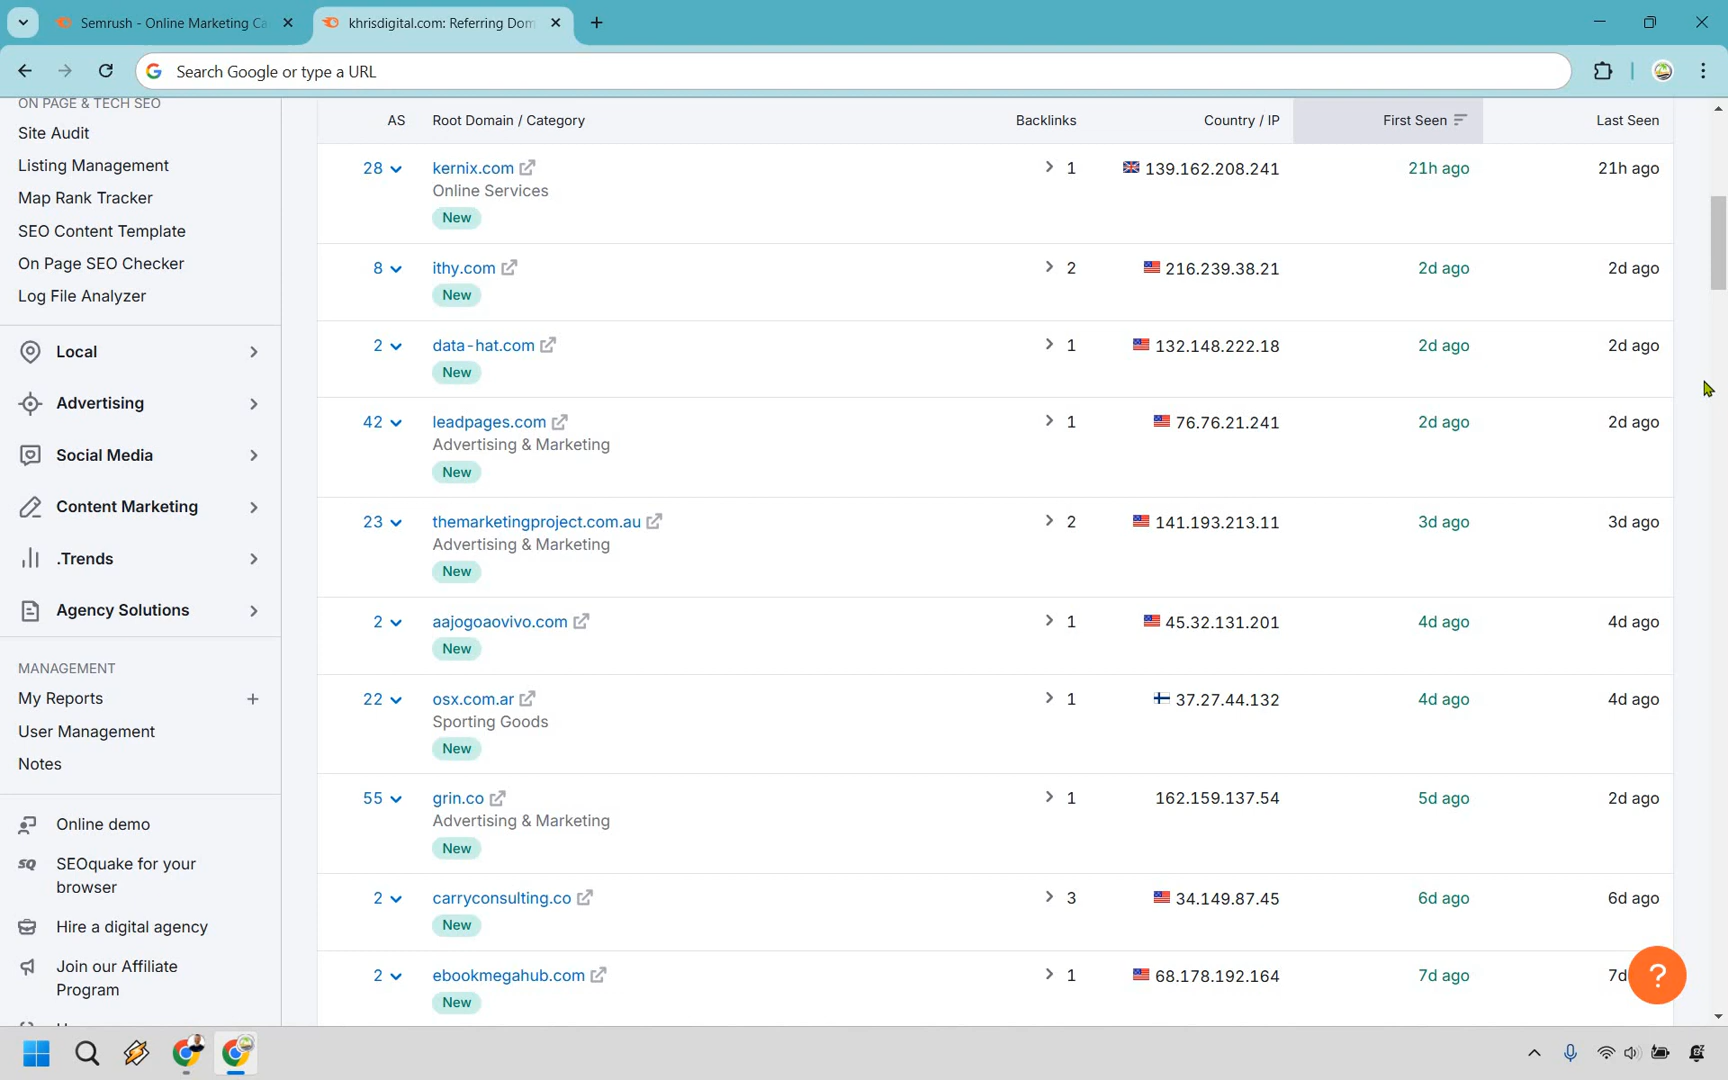 Semrush - Online Marketing Ca
khrisdigital.com: Referring Dom
Search Google or type a URL
ON PAGE & TECH SEO
Site Audit
Listing Management
Map Rank Tracker
SEO Content Template
On Page SEO Checker
Log File Analyzer
Local
Advertising
Social Media
Content Marketing
.Trends
Agency Solutions
MANAGEMENT
My Reports
User Management
Notes
Online demo
SQ SEOquake for your
browser
Hire a digital agency
Join our Affiliate
Program
AS Root Domain / Category Backlinks Country / IP First Seen Last Seen
28 kernix.com 1 139.162.208.241 21h ago 21h ago
Online Services
New
8 ithy.com 2 216.239.38.21 2d ago 2d ago
New
2 data-hat.com 1 132.148.222.18 2d ago 2d ago
New
42 leadpages.com 1 76.76.21.241 2d ago 2d ago
Advertising & Marketing
New
23 themarketingproject.com.au 2 141.193.213.11 3d ago 3d ago
Advertising & Marketing
New
2 aajogoaovivo.com 1 45.32.131.201 4d ago 4d ago
New
22 osx.com.ar 1 37.27.44.132 4d ago 4d ago
Sporting Goods
New
55 grin.co 1 162.159.137.54 5d ago 2d ago
Advertising & Marketing
New
2 carryconsulting.co 3 34.149.87.45 6d ago 6d ago
New
2 ebookmegahub.com 1 68.178.192.164 7d ago 7d
New
?